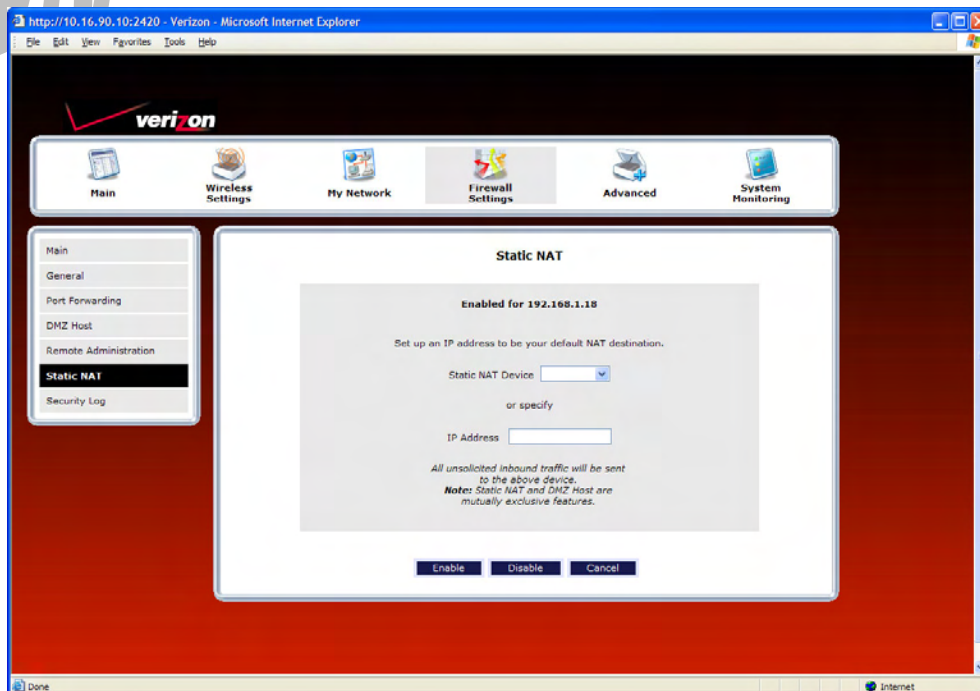 http://10.16.90.10:2420 - Verizon - Microsoft Internet Explorer
File Edit View Favorites Tools Help
verizon
Main
Wireless
Settings
My Network
Firewall
Settings
Advanced
System
Monitoring
Main
General
Port Forwarding
DMZ Host
Remote Administration
Static NAT
Security Log
Static NAT
Enabled for 192.168.1.18
Set up an IP address to be your default NAT destination.
Static NAT Device
or specify
IP Address
All unsolicited inbound traffic will be sent
to the above device.
Note: Static NAT and DMZ Host are
mutually exclusive features.
Enable Disable Cancel
Done Internet